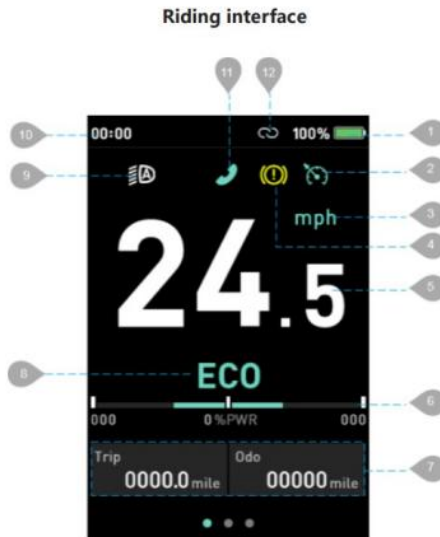 Riding interface
11
12
10
00:00
100%
1
9
A
2
mph
3
4
24.5
5
8
ECO
6
000
0%PWR
000
Trip
Odo
0000.0 mile
00000 mile
7